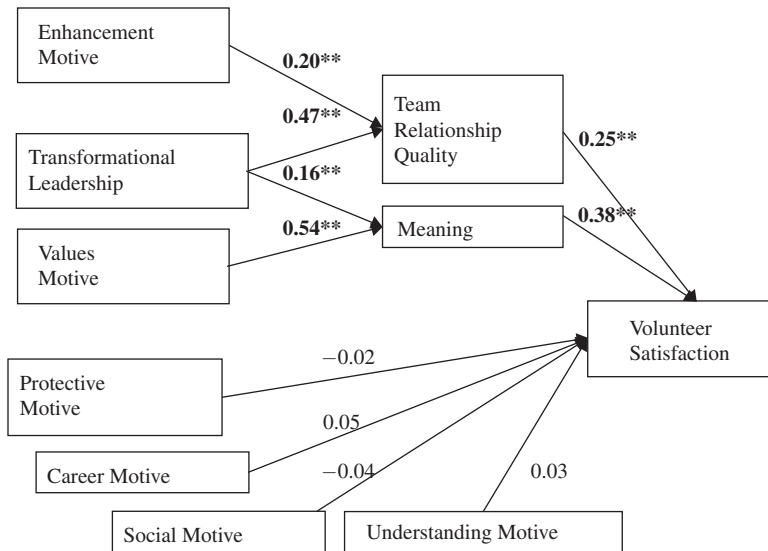 Enhancement
Motive
0.20**
Team
Relationship
Quality
0.47**
0.25**
Transformational
Leadership
0.16**
0.38**
Meaning
0.54**
Values
Motive
Volunteer
Satisfaction
−0.02
Protective
Motive
0.05
Career Motive
−0.04
0.03
Social Motive
Understanding Motive